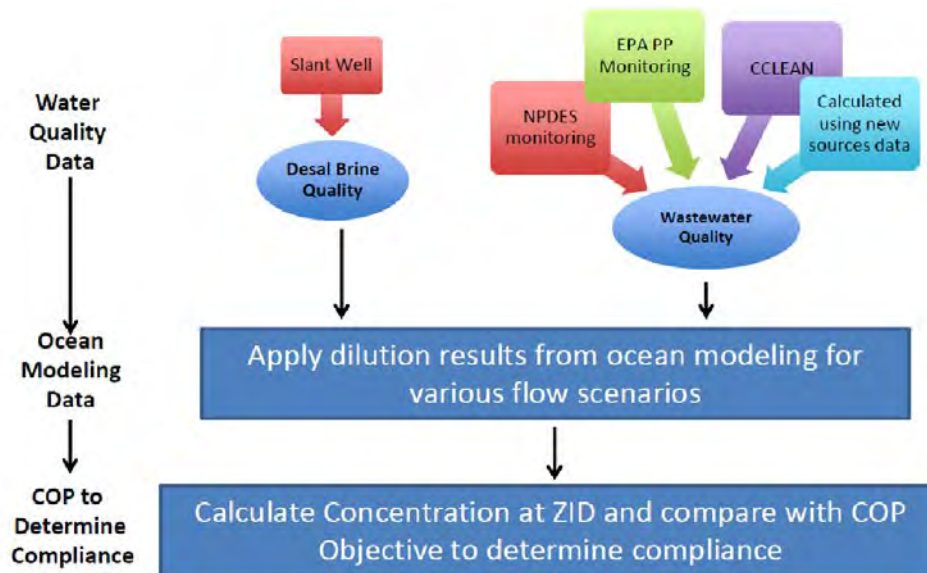 Water
Quality
Data
Slant Well
Desal Brine
Quality
NPDES
monitoring
EPA PP
Monitoring
CCLEAN
Calculated
using new
sources data
Wastewater
Quality
Ocean
Modeling
Data
Apply dilution results from ocean modeling for
various flow scenarios
COP to
Determine
Compliance
Calculate Concentration at ZID and compare with COP
Objective to determine compliance